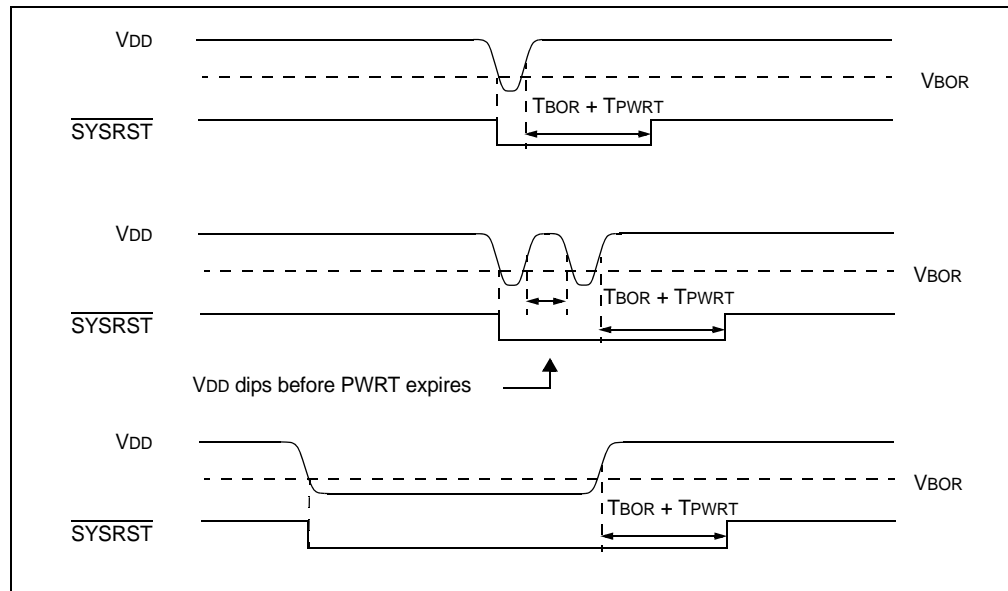 VDD
VBOR
TBOR + TPWRT
SYSRST
VDD
VBOR
TBOR + TPWRT
SYSRST
VDD dips before PWRT expires
VDD
VBOR
TBOR + TPWRT
SYSRST